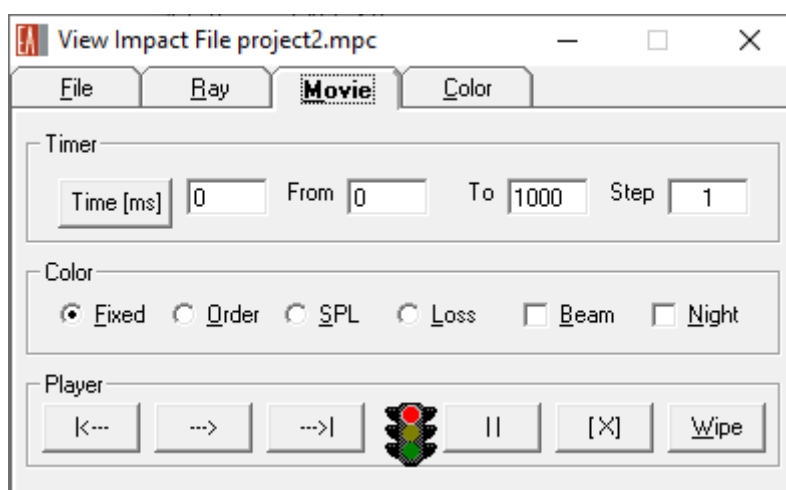 EA View Impact File project2.mpc
File Ray Movie Color
Timer
Time [ms] 0 From 0 To 1000 Step 1
Color
Fixed Order SPL Loss Beam Night
Player
|<--- ---> --->| || [X] Wipe